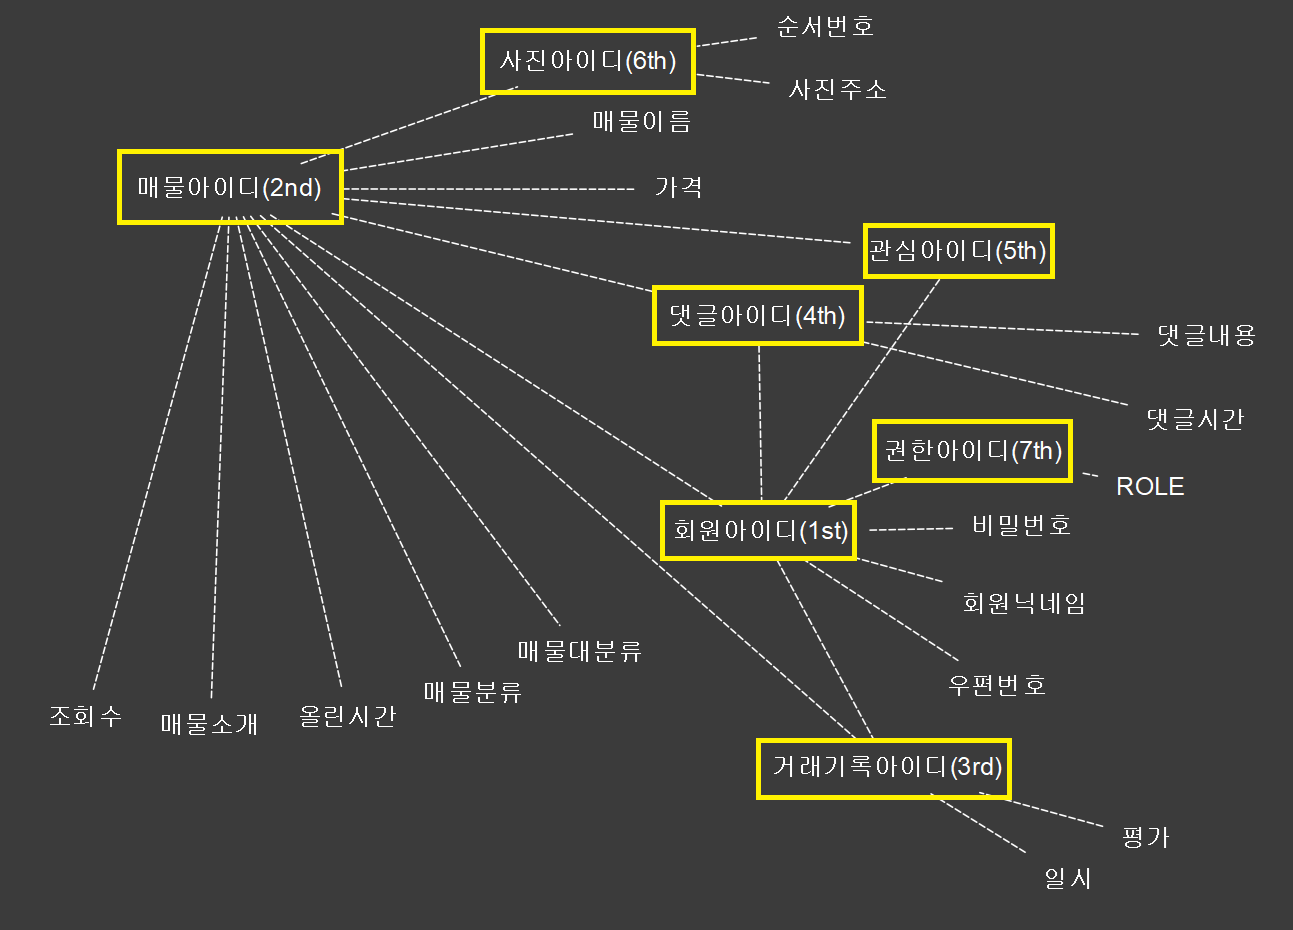 순서번호
사진아이디(6th)
사진주소
매물이름
매물아이디(2nd)
가격
관심아이디(5th)
댓글아이디(4th)
댓글내용
댓글시간
권한아이디(7th)
ROLE
회원아이디(1st)
비밀번호
회원닉네임
매물대분류
우편번호
매물분류
조회수
매물소개
올린시간
거래기록아이디(3rd)
평가
일시